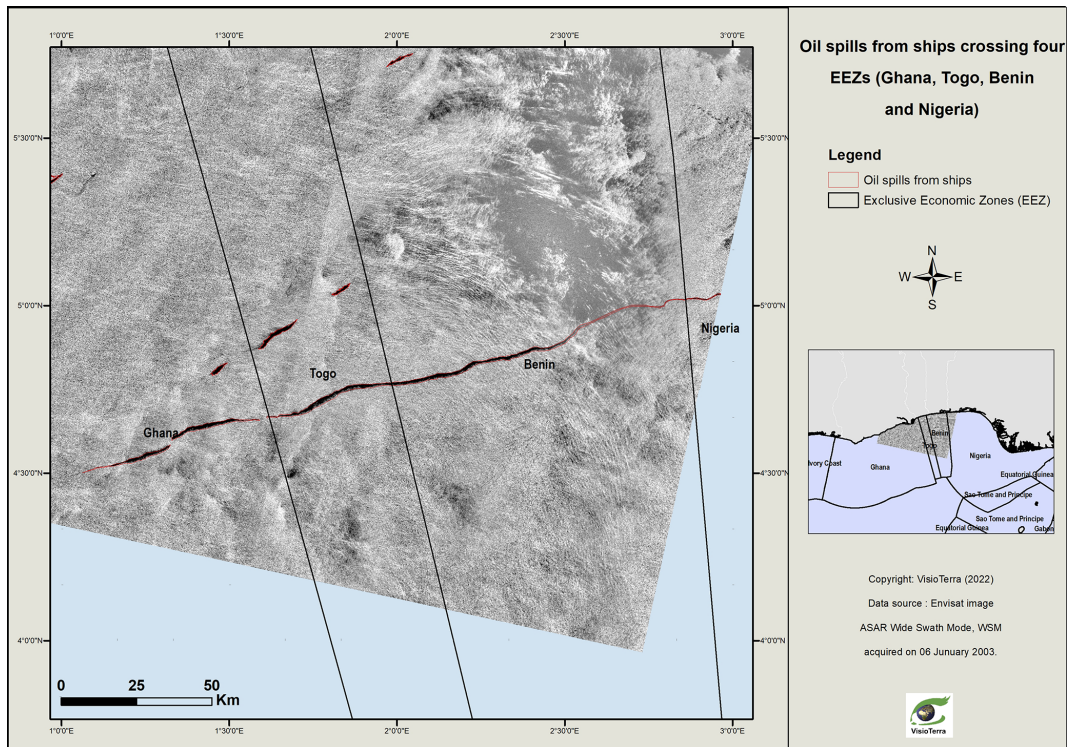 1°0'0"E 1°30'0"E 2°0'0"E 2°30'0"E 3°0'0"E
5°30'0"N 5°30'0"N
5°0'0"N 5°0'0"N
Nigeria
Benin
Togo
Ghana
4°30'0"N 4°30'0"N
4°0'0"N 4°0'0"N
0 25 50
Km
1°0'0"E 1°30'0"E 2°0'0"E 2°30'0"E 3°0'0"E
Oil spills from ships crossing four
EEZs (Ghana, Togo, Benin
and Nigeria)
Legend
Oil spills from ships
Exclusive Economic Zones (EEZ)
N
W E
S
Benin
Togo
Nigeria
Ivory Coast
Ghana
Equatorial Guinea
Sao Tome and Principe
Sao Tome and Principe
Equatorial Guinea
Gabon
Copyright: VisioTerra (2022)
Data source : Envisat image
ASAR Wide Swath Mode, WSM
acquired on 06 Junuary 2003.
VisioTerra